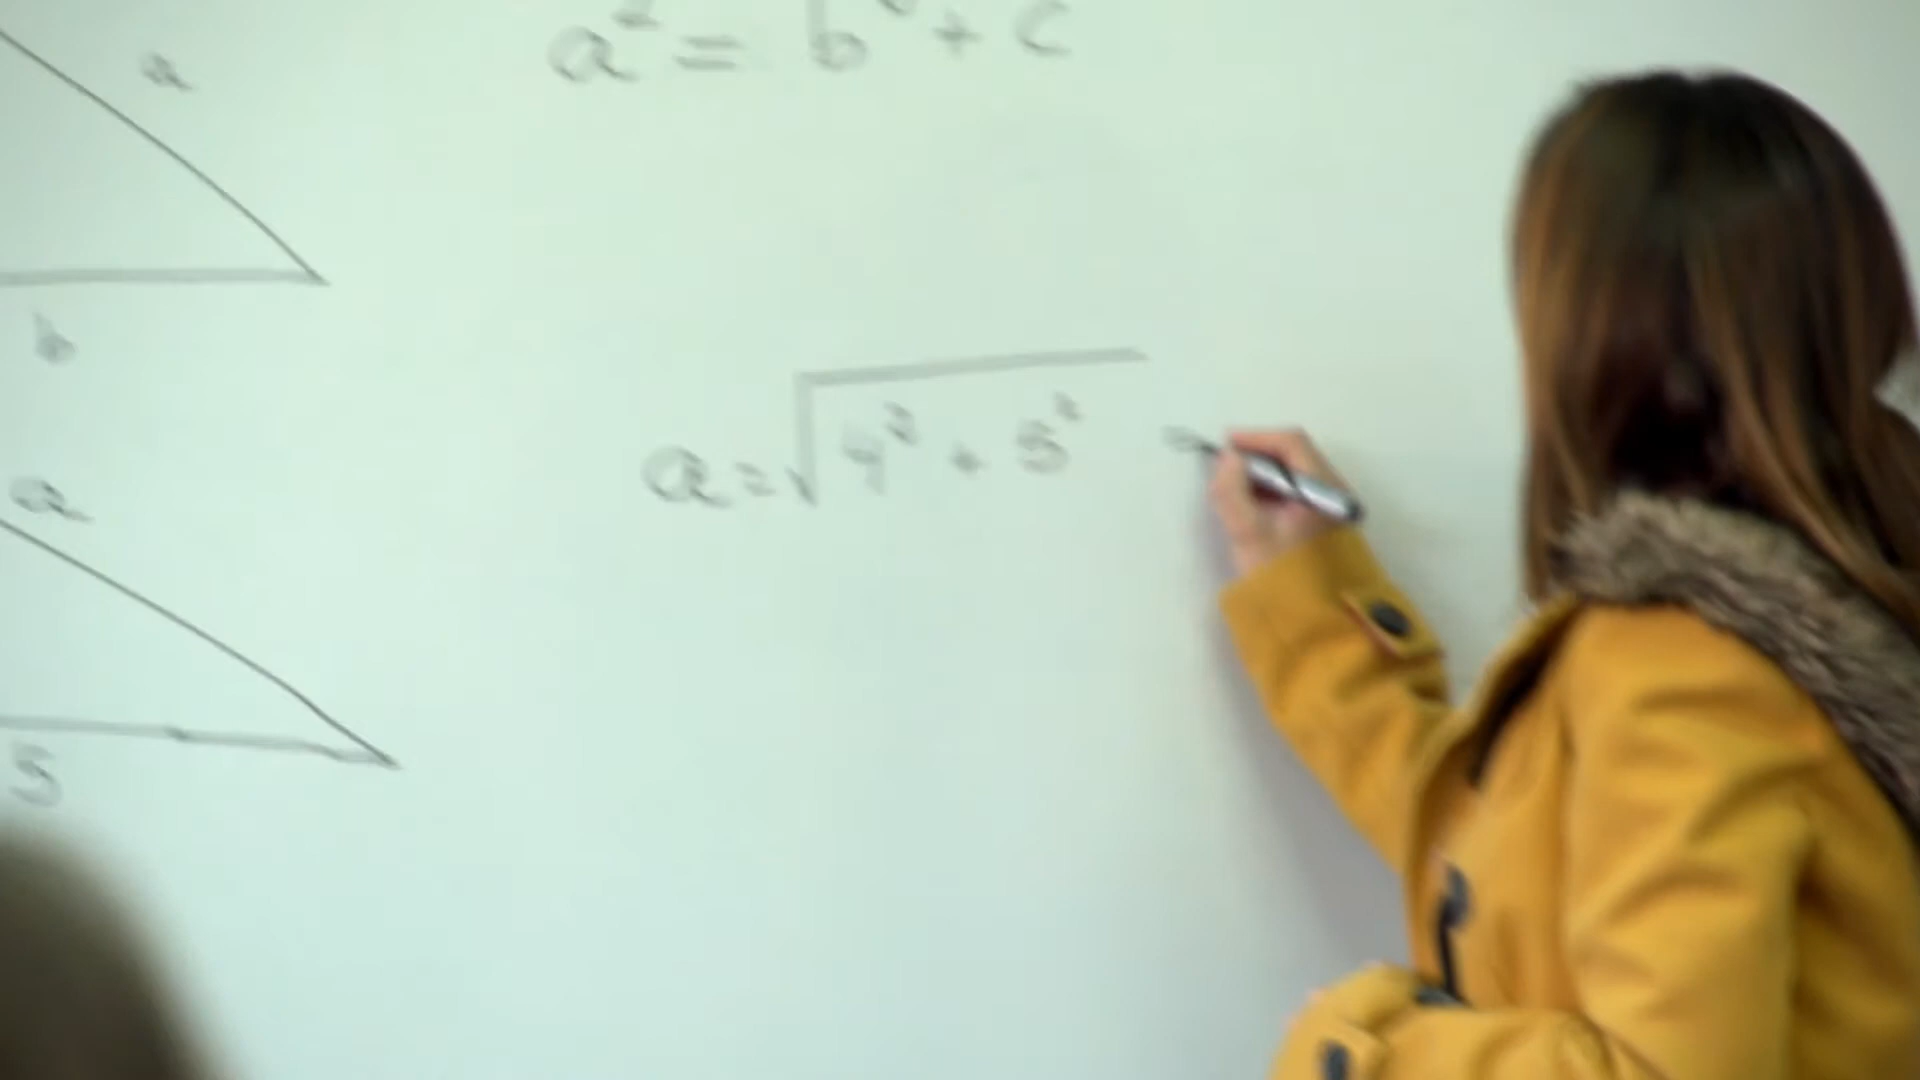 a² = b² + c
a
b
a = √4² + 5²
a
5